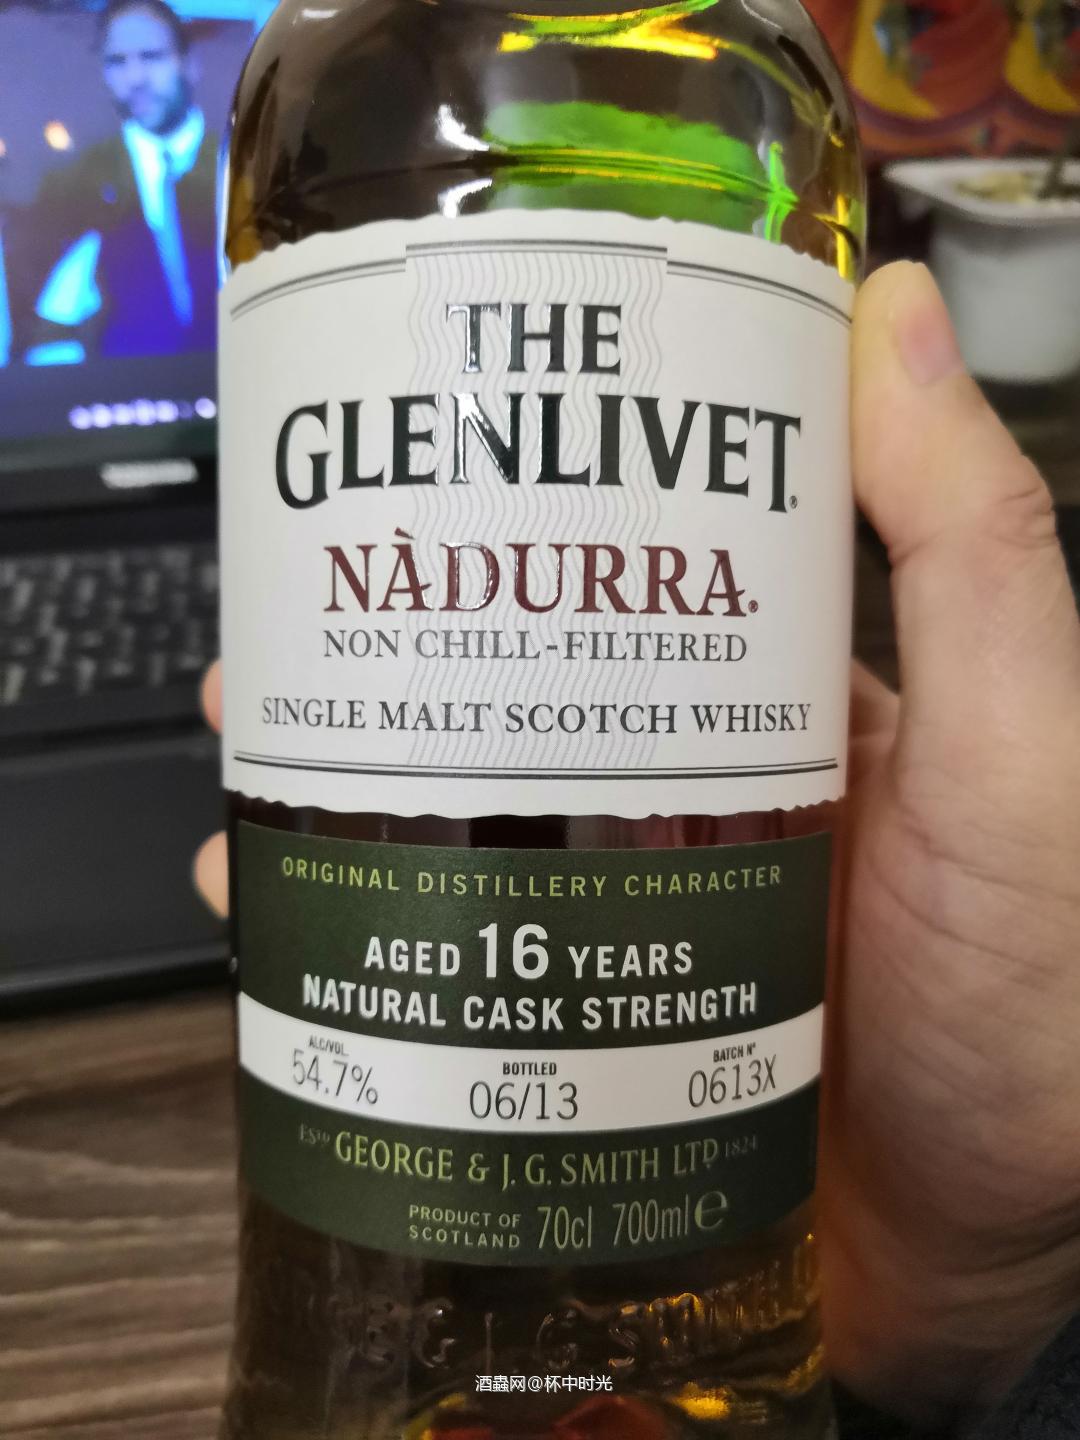 THE
GLENLIVET®
NÀDURRA®
NON CHILL-FILTERED
SINGLE MALT SCOTCH WHISKY
ORIGINAL DISTILLERY CHARACTER
AGED 16 YEARS
NATURAL CASK STRENGTH
ALC/VOL
54.7%
BOTTLED
06/13
BATCH Nº
0613X
ESTD GEORGE & J. G. SMITH LTD 1824
PRODUCT OF
SCOTLAND
70cl 700ml e
酒蟲网@杯中时光